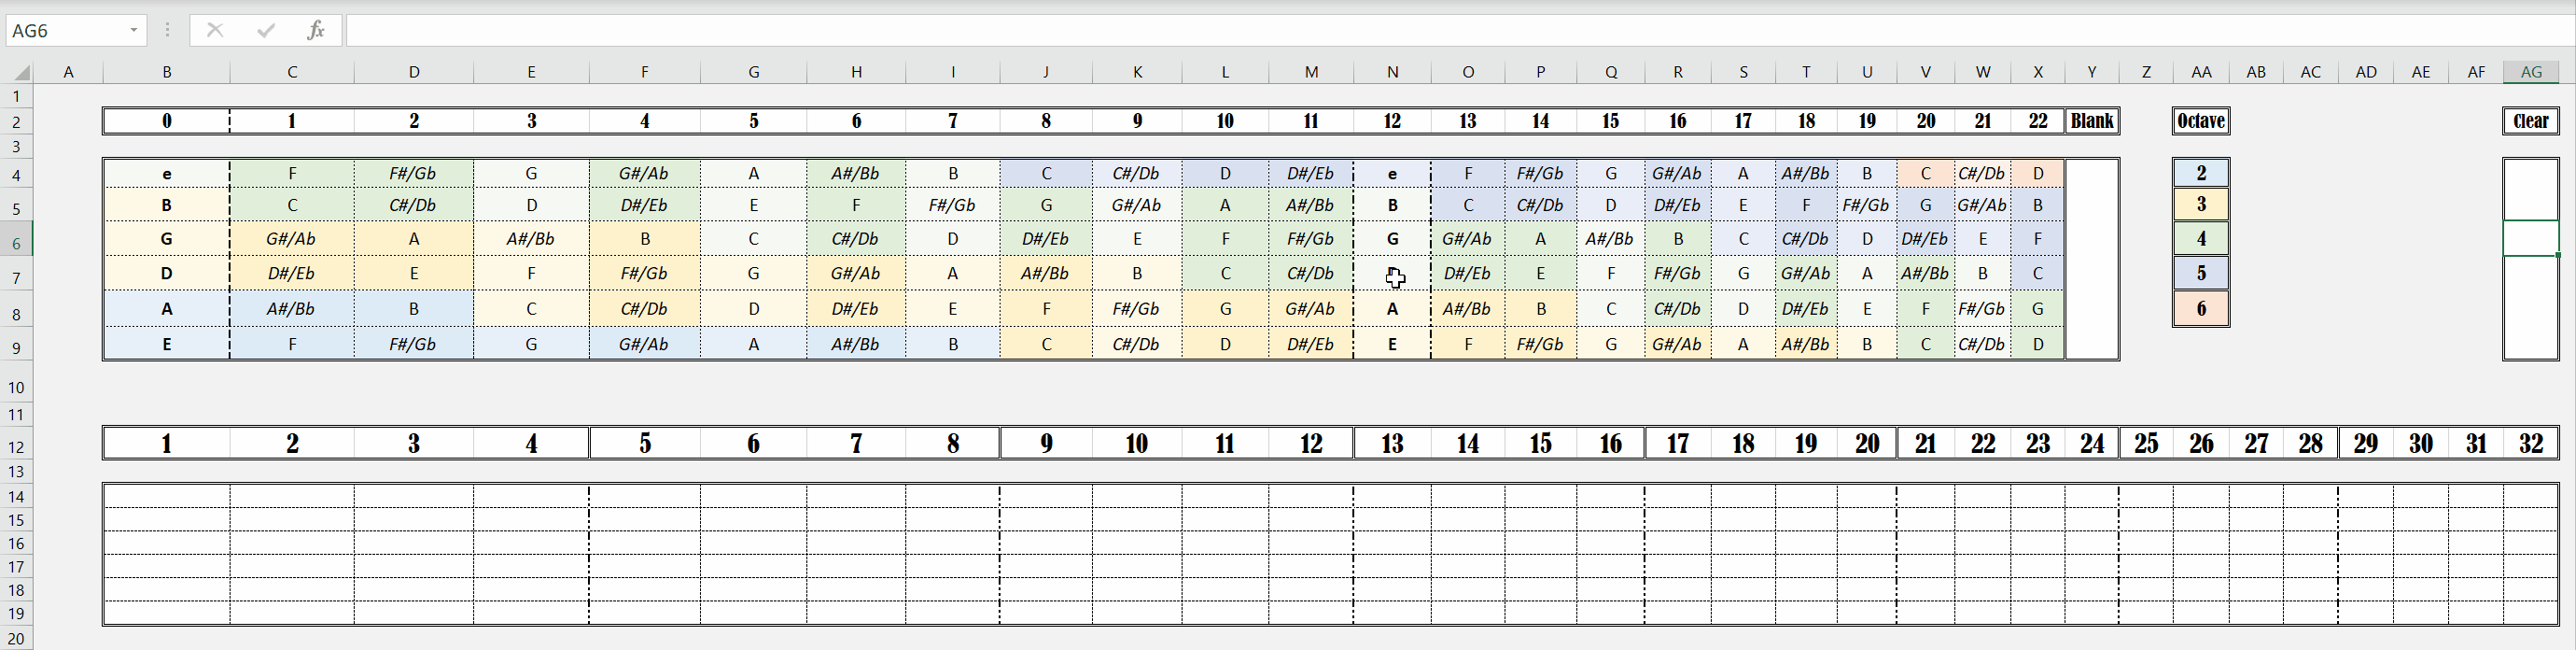 AG6 fx
A B C D E F G H I J K L M N O P Q R S T U V W X Y Z AA AB AC AD AE AF AG
1
2 0 1 2 3 4 5 6 7 8 9 10 11 12 13 14 15 16 17 18 19 20 21 22 Blank Octave Clear
3
4 e F F#/Gb G G#/Ab A A#/Bb B C C#/Db D D#/Eb e F F#/Gb G G#/Ab A A#/Bb B C C#/Db D 2
5 B C C#/Db D D#/Eb E F F#/Gb G G#/Ab A A#/Bb B C C#/Db D D#/Eb E F F#/Gb G G#/Ab B 3
6 G G#/Ab A A#/Bb B C C#/Db D D#/Eb E F F#/Gb G G#/Ab A A#/Bb B C C#/Db D D#/Eb E F 4
7 D D#/Eb E F F#/Gb G G#/Ab A A#/Bb B C C#/Db D#/Eb E F F#/Gb G G#/Ab A A#/Bb B C 5
8 A A#/Bb B C C#/Db D D#/Eb E F F#/Gb G G#/Ab A A#/Bb B C C#/Db D D#/Eb E F F#/Gb G 6
9 E F F#/Gb G G#/Ab A A#/Bb B C C#/Db D D#/Eb E F F#/Gb G G#/Ab A A#/Bb B C C#/Db D
10
11
12 1 2 3 4 5 6 7 8 9 10 11 12 13 14 15 16 17 18 19 20 21 22 23 24 25 26 27 28 29 30 31 32
13
14
15
16
17
18
19
20